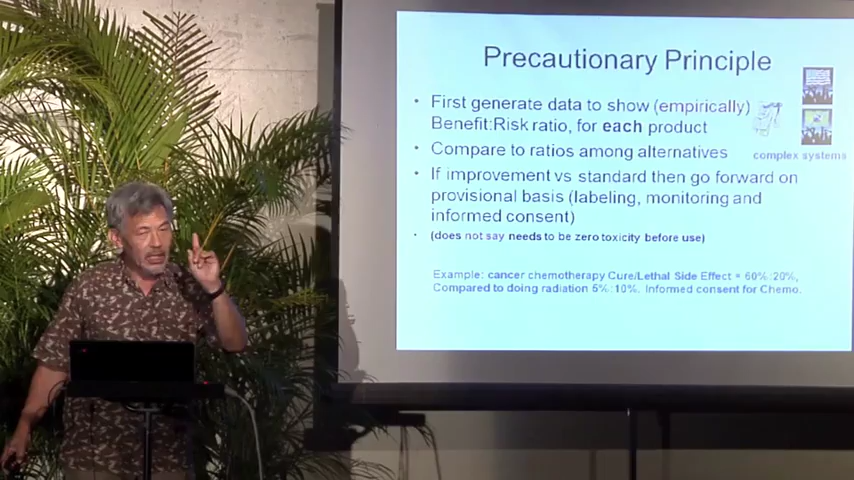 Precautionary Principle
• First generate data to show (empirically)
Benefit:Risk ratio, for each product
• Compare to ratios among alternatives
• If improvement vs standard then go forward on
provisional basis (labeling, monitoring and
informed consent)
• (does not say needs to be zero toxicity before use)
complex systems
Example: cancer chemotherapy Cure/Lethal Side Effect = 60%:20%,
Compared to doing radiation 5%:10%. Informed consent for Chemo.